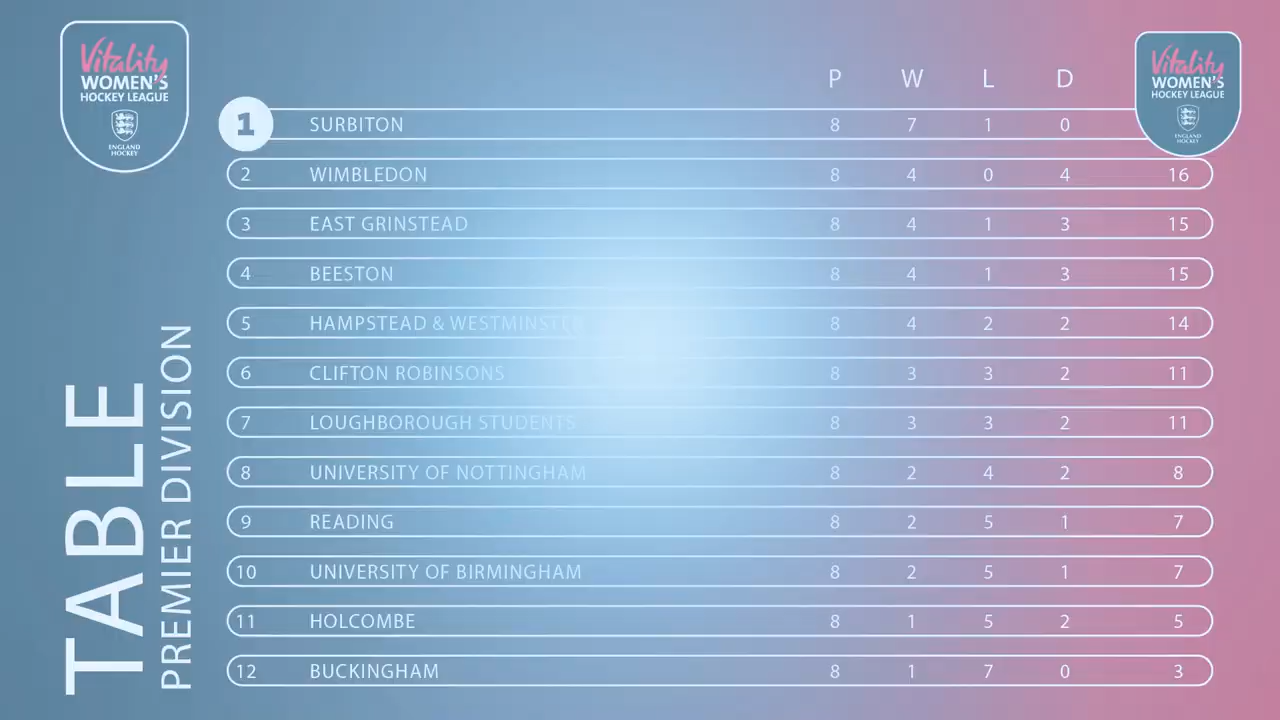 Vitality
WOMEN'S
HOCKEY LEAGUE
ENGLAND
HOCKEY
TABLE
PREMIER DIVISION
P W L D
Vitality
WOMEN'S
HOCKEY LEAGUE
ENGLAND
HOCKEY
1 SURBITON 8 7 1 0
2 WIMBLEDON 8 4 0 4 16
3 EAST GRINSTEAD 8 4 1 3 15
4 BEESTON 8 4 1 3 15
5 HAMPSTEAD & WESTMINSTER 8 4 2 2 14
6 CLIFTON ROBINSONS 8 3 3 2 11
7 LOUGHBOROUGH STUDENTS 8 3 3 2 11
8 UNIVERSITY OF NOTTINGHAM 8 2 4 2 8
9 READING 8 2 5 1 7
10 UNIVERSITY OF BIRMINGHAM 8 2 5 1 7
11 HOLCOMBE 8 1 5 2 5
12 BUCKINGHAM 8 1 7 0 3